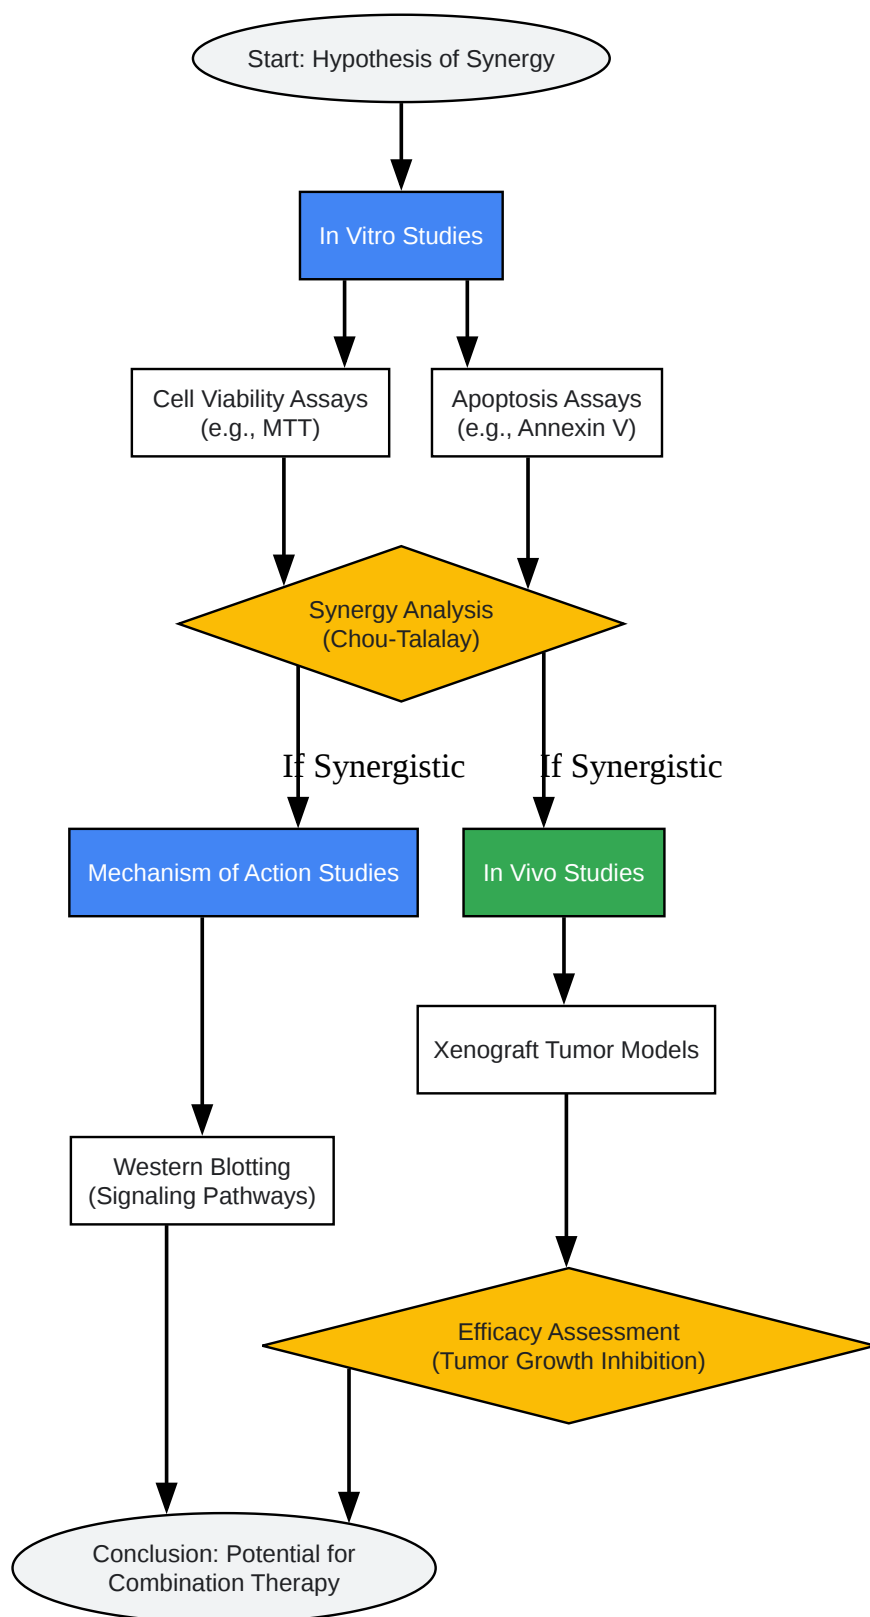 Start: Hypothesis of Synergy
In Vitro Studies
Cell Viability Assays
(e.g., MTT)
Apoptosis Assays
(e.g., Annexin V)
Synergy Analysis
(Chou-Talalay)
If Synergistic
If Synergistic
Mechanism of Action Studies
In Vivo Studies
Xenograft Tumor Models
Western Blotting
(Signaling Pathways)
Efficacy Assessment
(Tumor Growth Inhibition)
Conclusion: Potential for
Combination Therapy